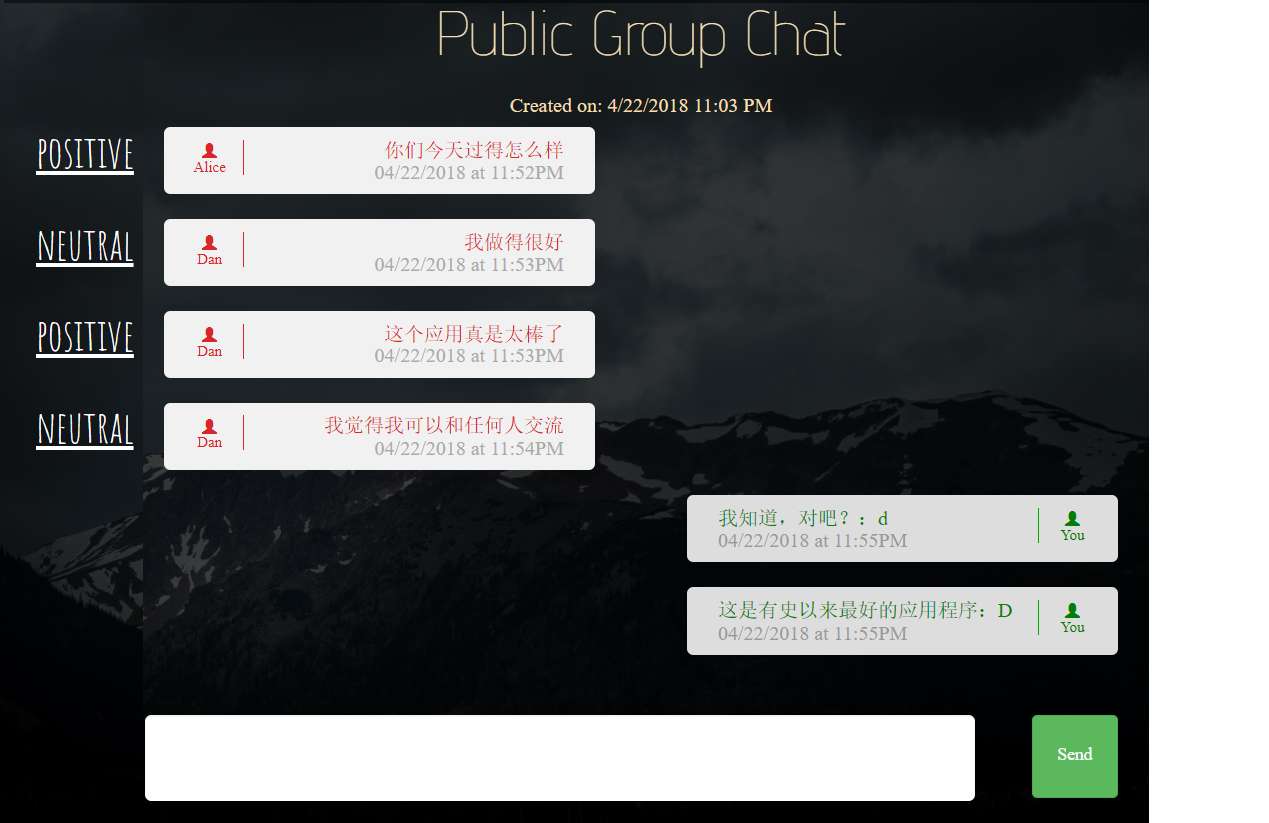 Public Group Chat
Created on: 4/22/2018 11:03 PM
POSITIVE
你们今天过得怎么样
Alice
04/22/2018 at 11:52PM
NEUTRAL
我做得很好
Dan
04/22/2018 at 11:53PM
POSITIVE
这个应用真是太棒了
Dan
04/22/2018 at 11:53PM
NEUTRAL
我觉得我可以和任何人交流
Dan
04/22/2018 at 11:54PM
我知道，对吧？：d
04/22/2018 at 11:55PM
You
这是有史以来最好的应用程序：D
04/22/2018 at 11:55PM
You
Send